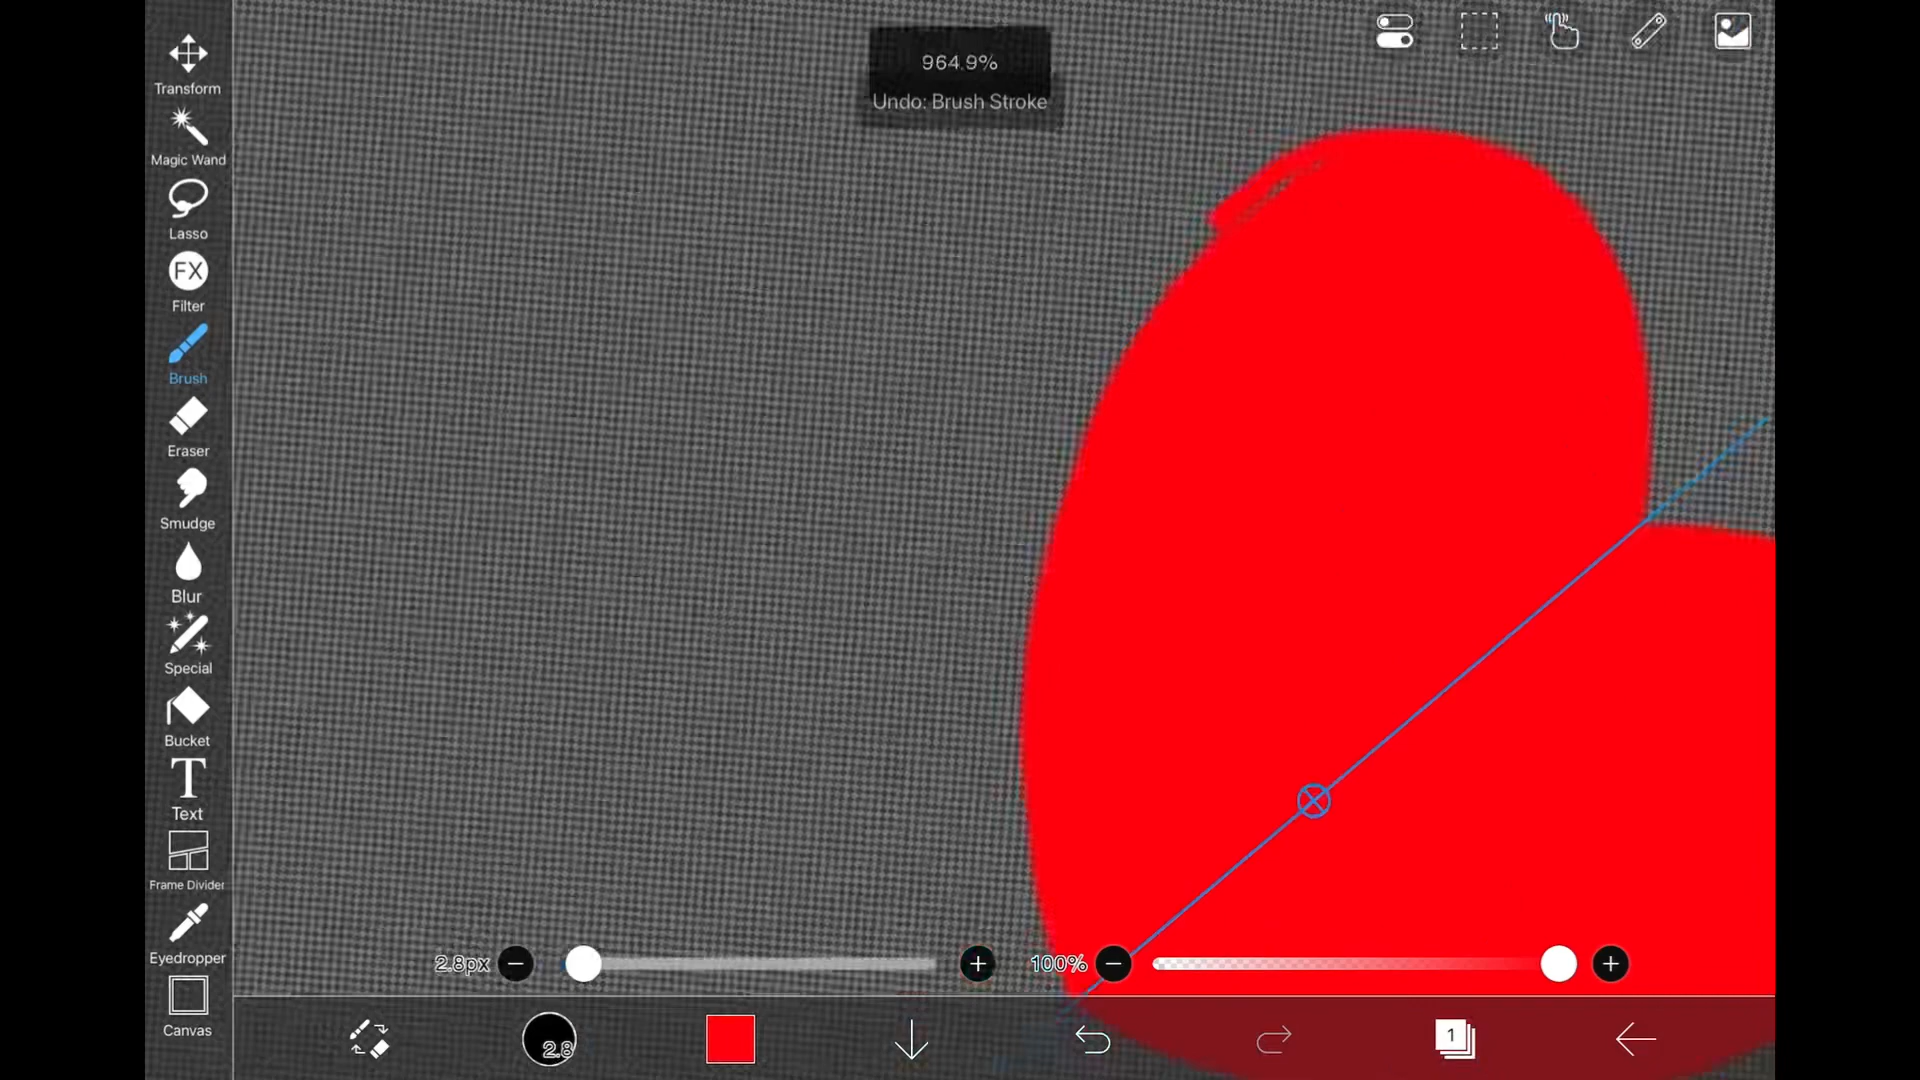 964.9%
Undo: Brush Stroke
Transform
Magic Wand
Lasso
FX
Filter
Brush
Eraser
Smudge
Blur
Special
Bucket
T
Text
Frame Divider
Eyedropper
Canvas
2.8px
100%
2.8
1